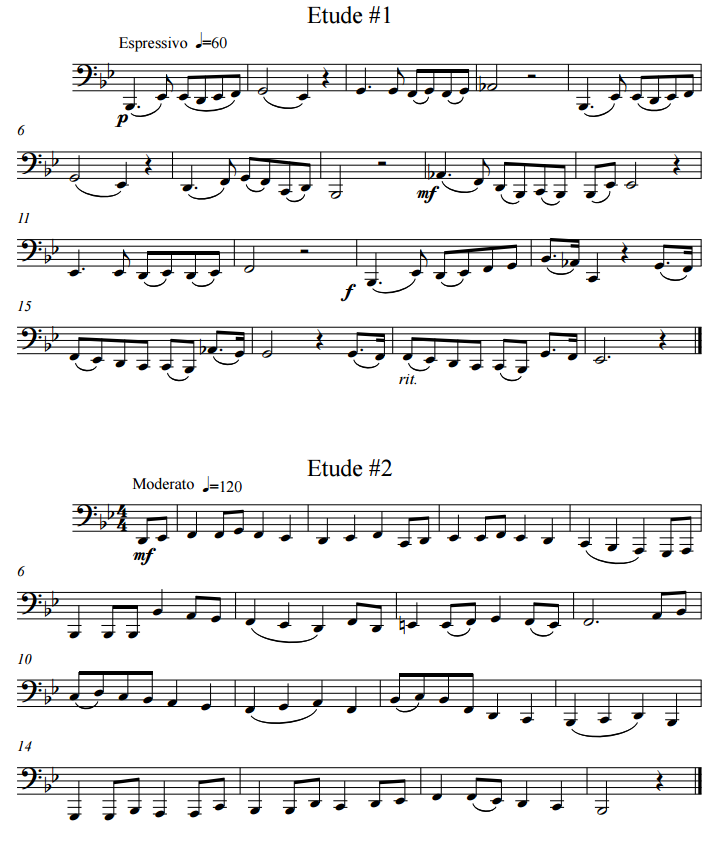 Etude #1
Espressivo ♩=60
p
6
mf
11
f
15
rit.
Etude #2
Moderato ♩=120
4/4
mf
6
10
14